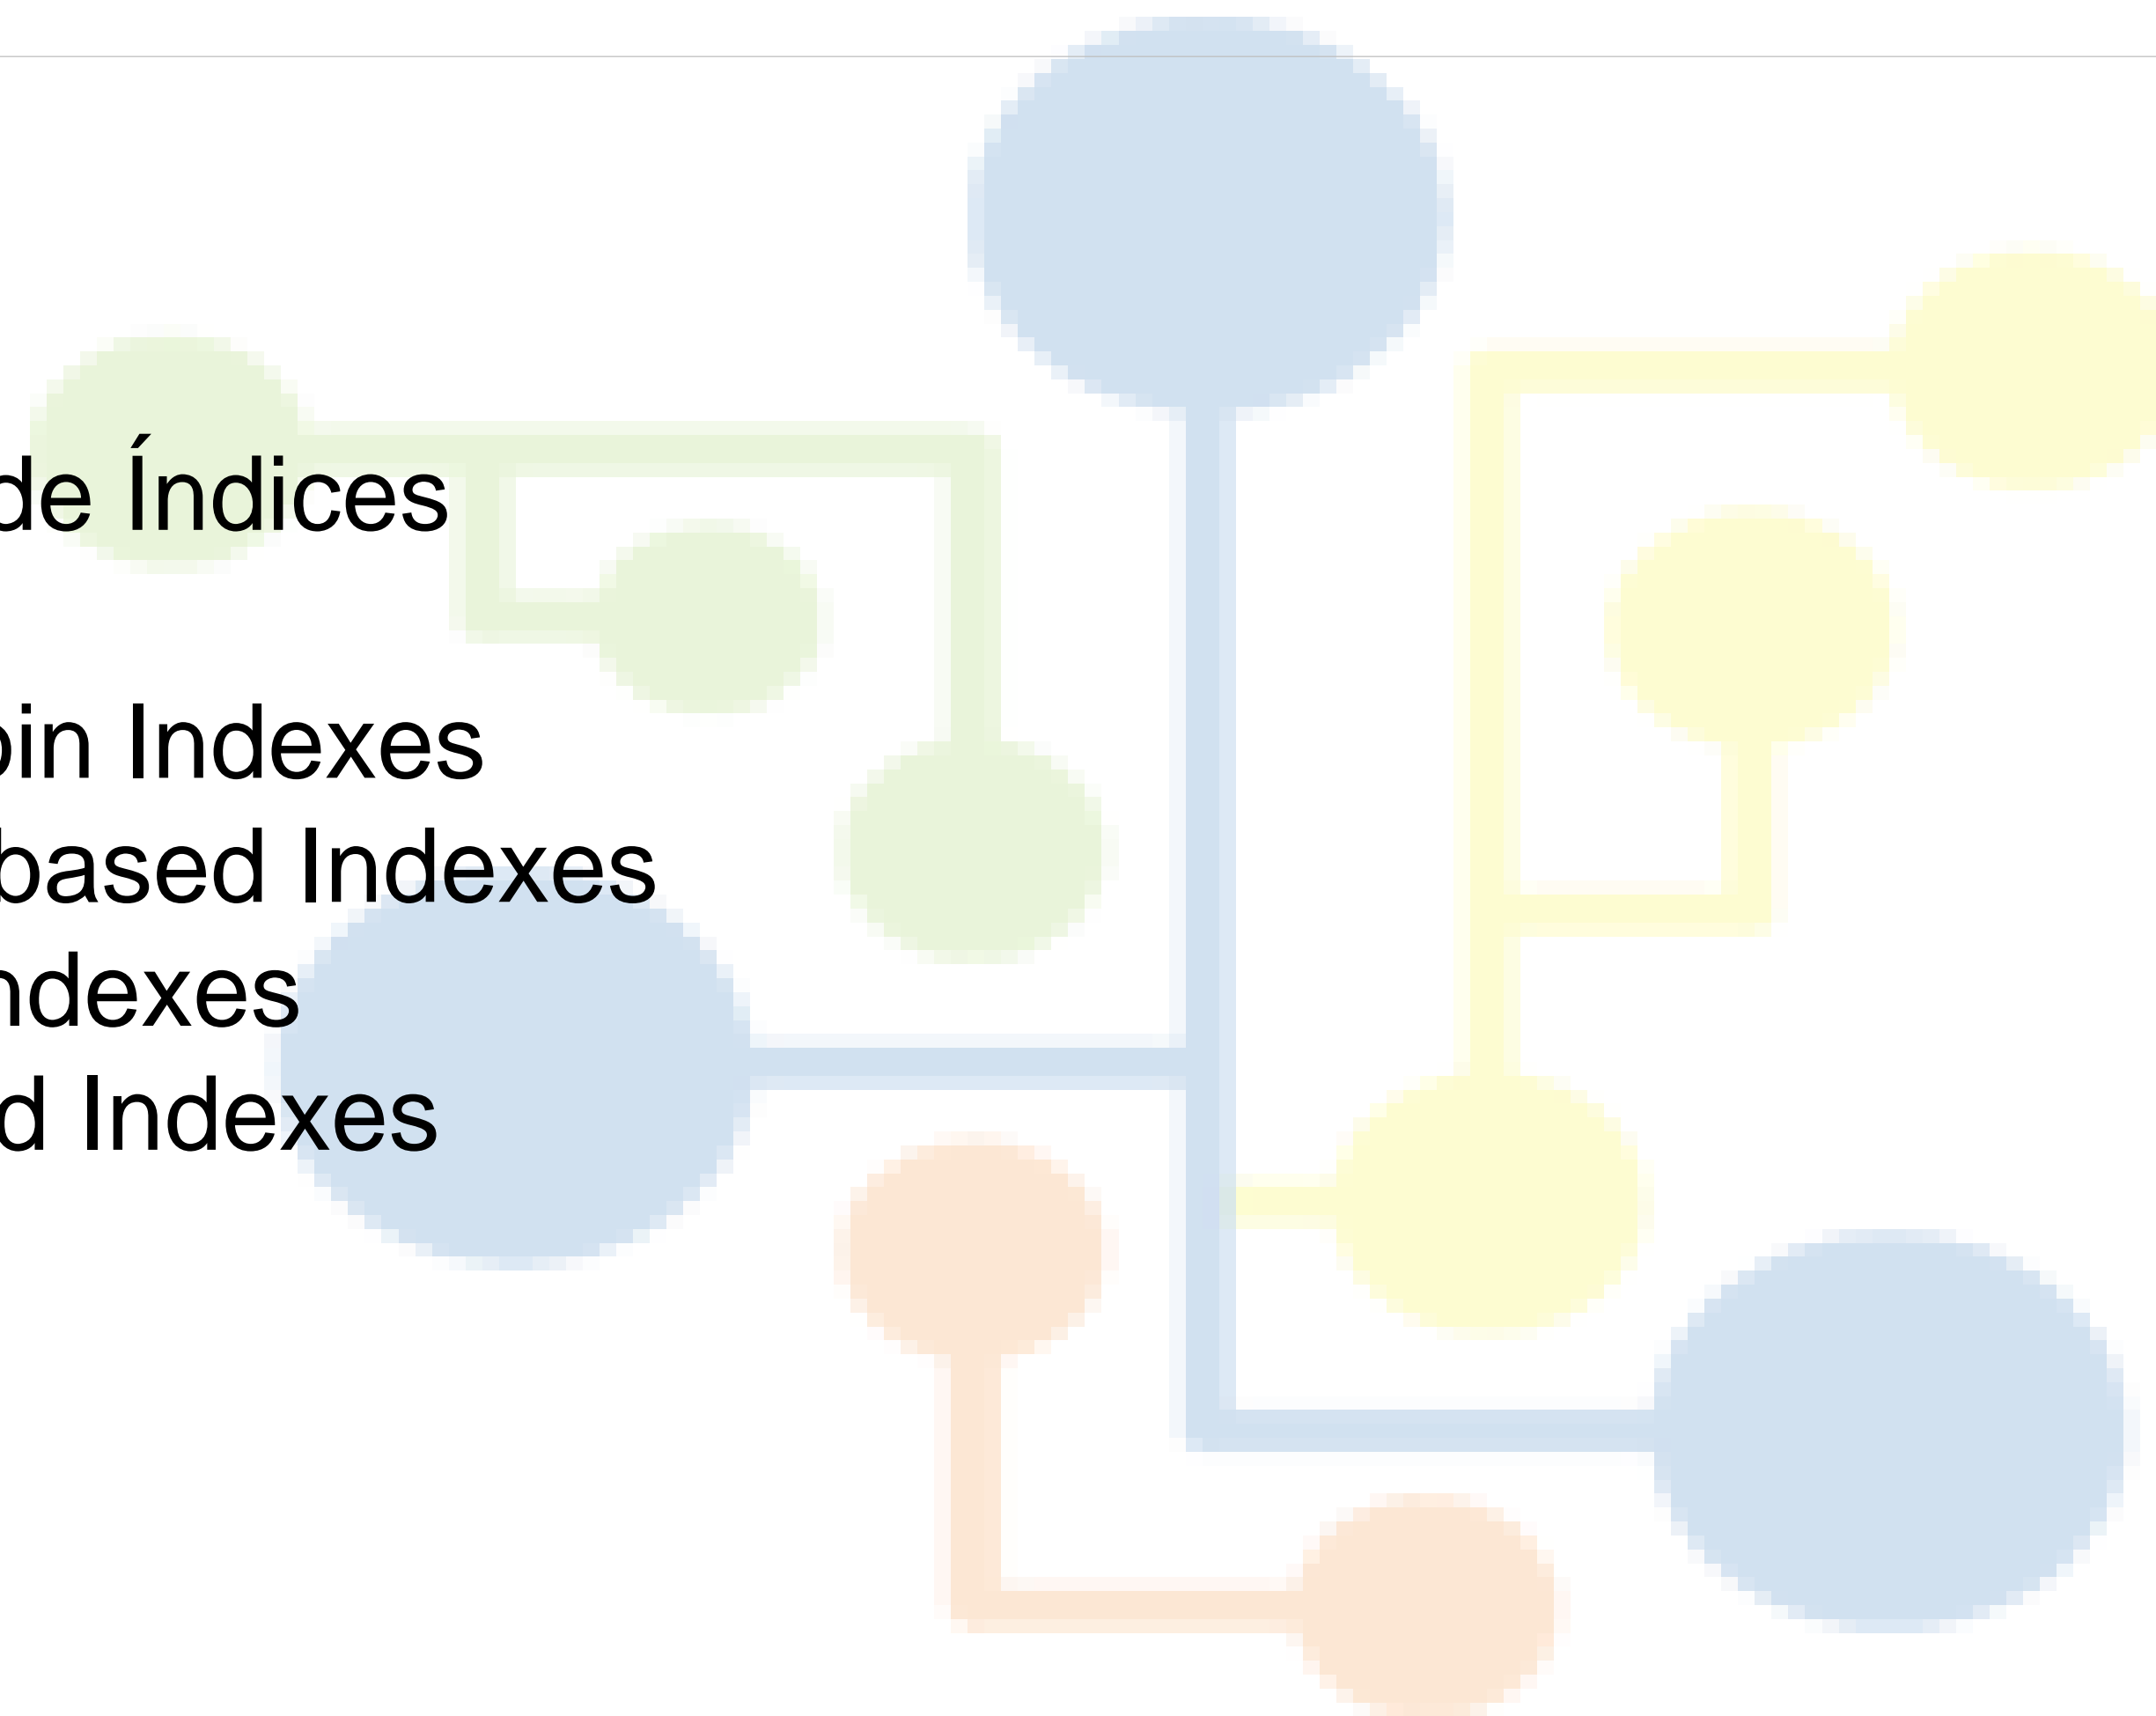 de Índices
in Indexes
based Indexes
ndexes
d Indexes